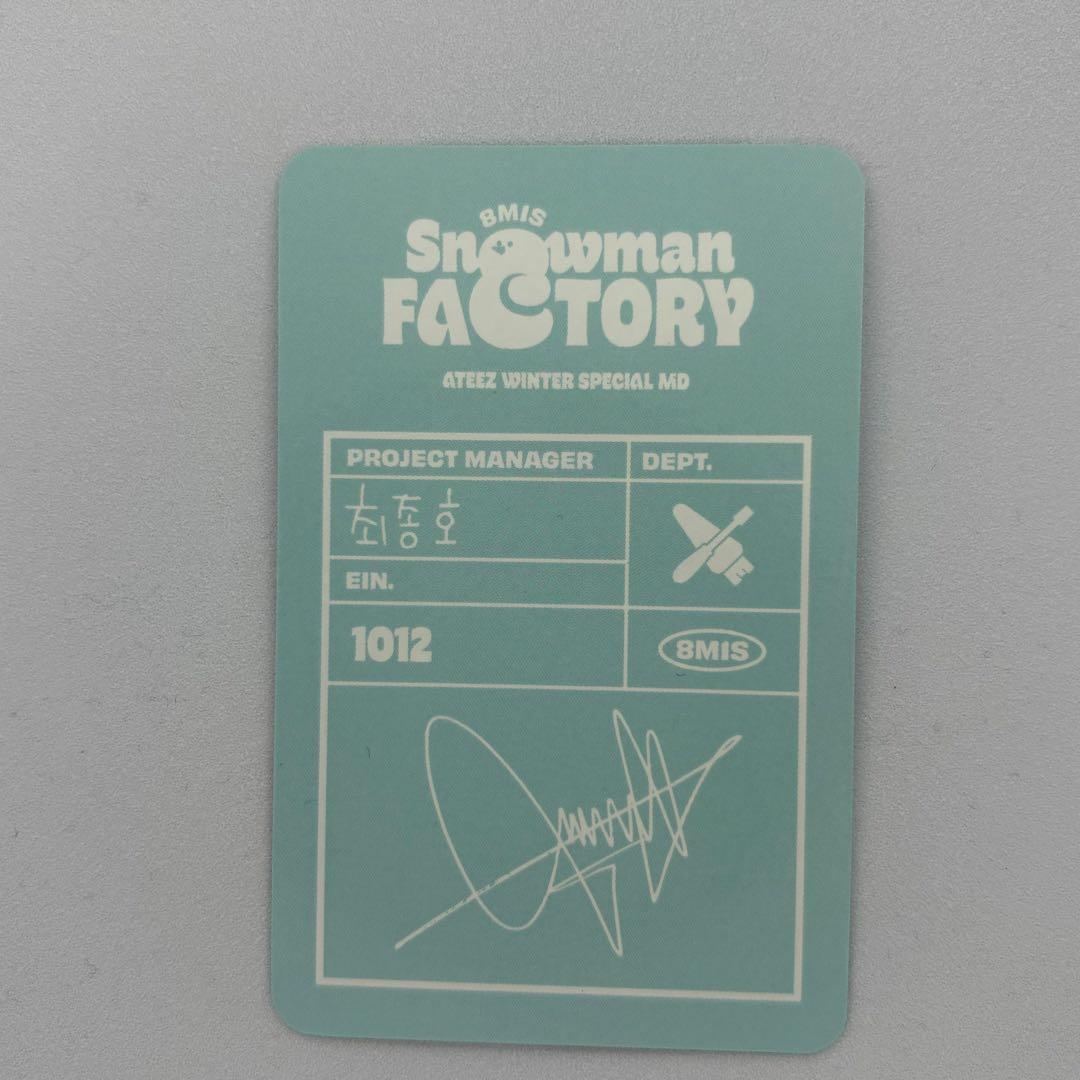 8MIS
Snowman
FACTORY
ATEEZ WINTER SPECIAL MD
PROJECT MANAGER
DEPT.
최종호
EIN.
1012
8MIS